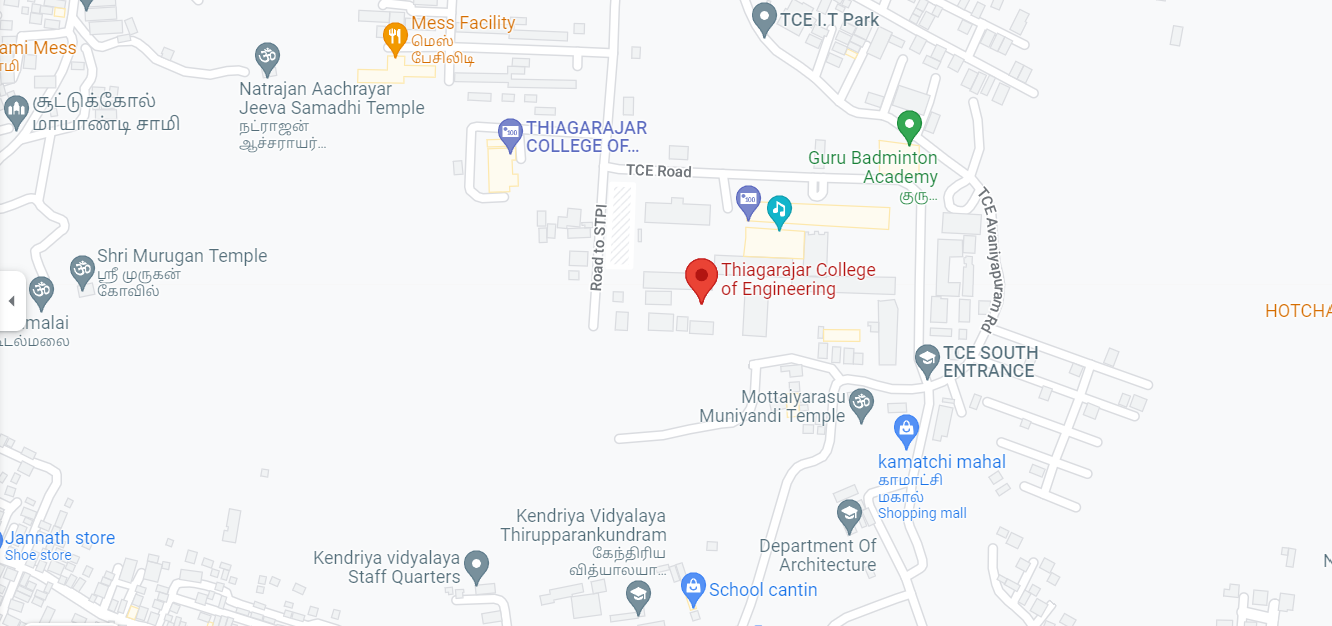 TCE I.T Park
Mess Facility
மெஸ்
பேசிலிடி
ami Mess
மி
Natrajan Aachrayar
Jeeva Samadhi Temple
நட்ராஜன்
ஆச்சராயர்...
சூட்டுக்கோல்
மாயாண்டி சாமி
THIAGARAJAR
COLLEGE OF...
TCE Road
Guru Badminton
Academy
குரு...
TCE Avaniyapuram Rd
Road to STPI
Shri Murugan Temple
ஸ்ரீ முருகன்
கோவில்
Thiagarajar College
of Engineering
malai
டல்மலை
HOTCHA
TCE SOUTH
ENTRANCE
Mottaiyarasu
Muniyandi Temple
kamatchi mahal
காமாட்சி
மகால்
Shopping mall
Kendriya Vidyalaya
Thirupparankundram
கேந்திரிய
வித்யாலயா...
Jannath store
Shoe store
Kendriya vidyalaya
Staff Quarters
Department Of
Architecture
School cantin
N